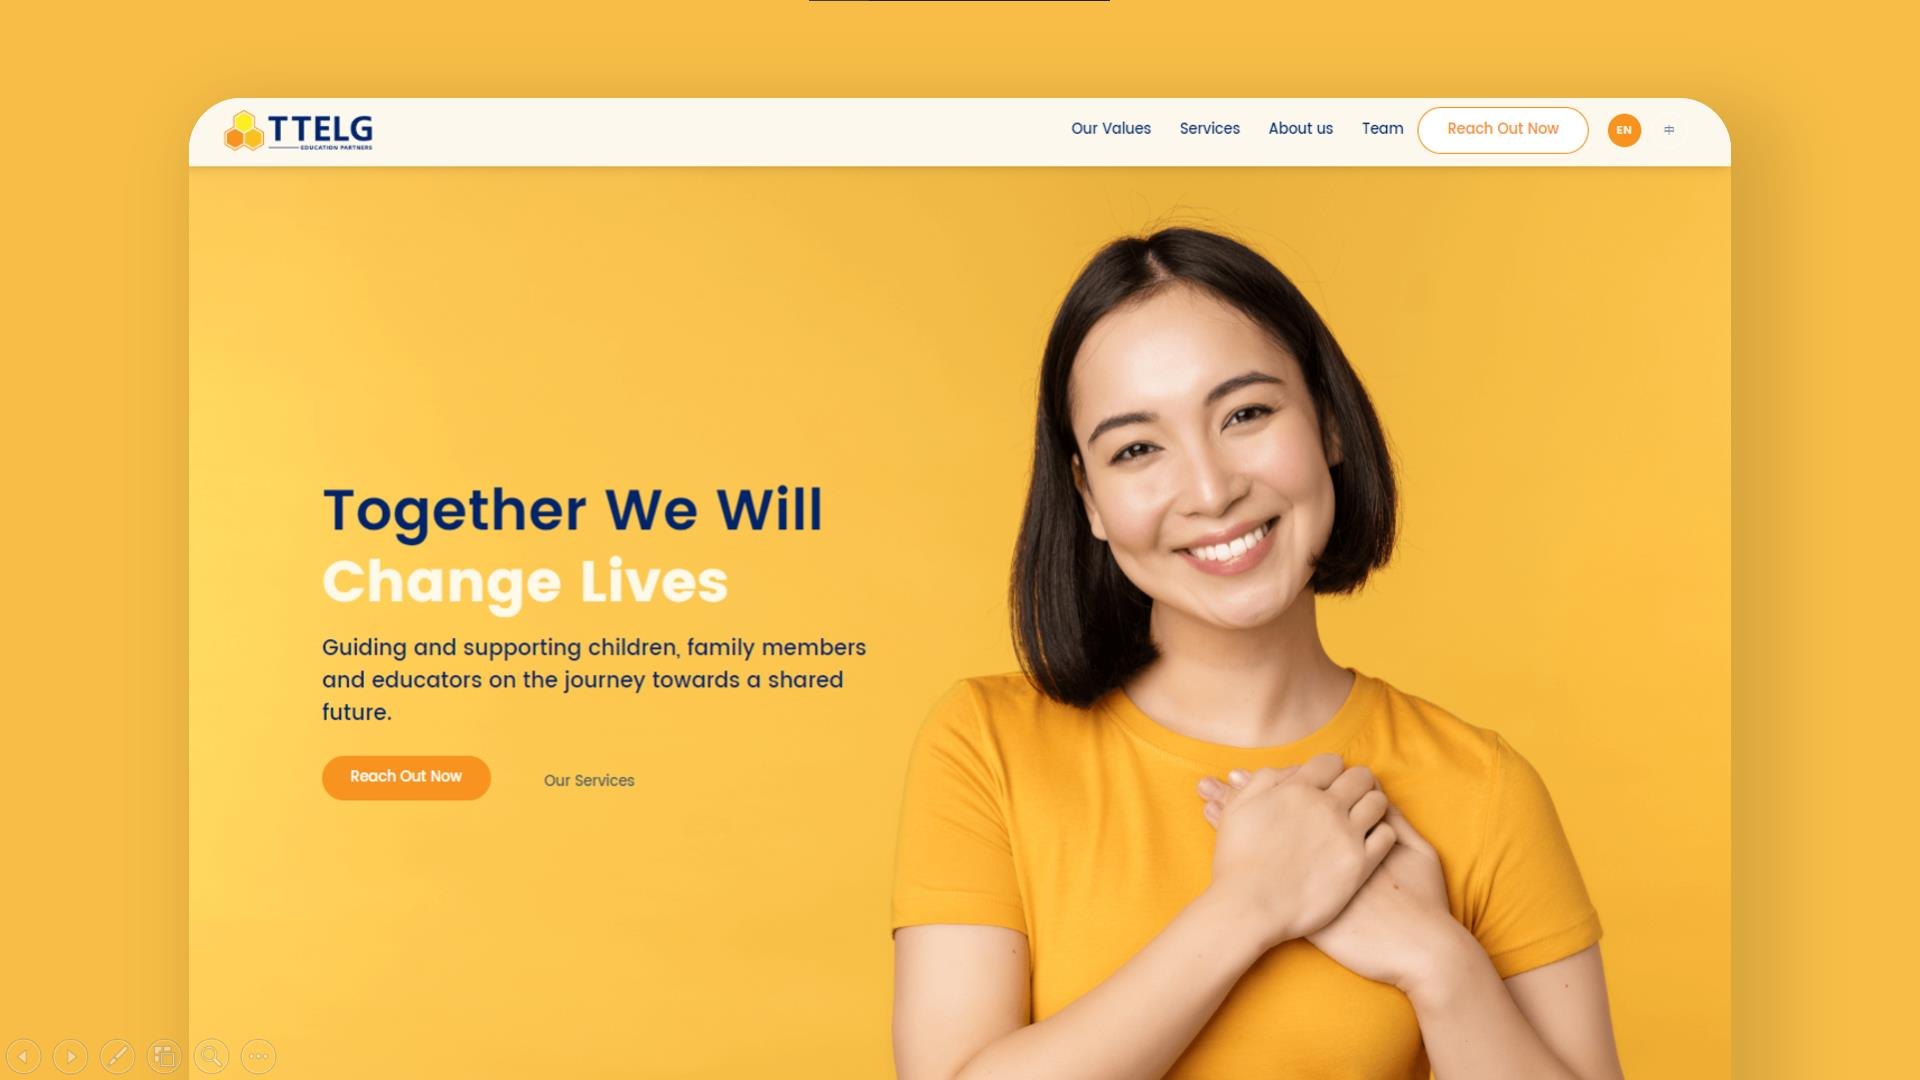 TTELG
EDUCATION PARTNERS
Our Values Services About us Team Reach Out Now EN 中
Together We Will
Change Lives
Guiding and supporting children, family members
and educators on the journey towards a shared
future.
Reach Out Now Our Services